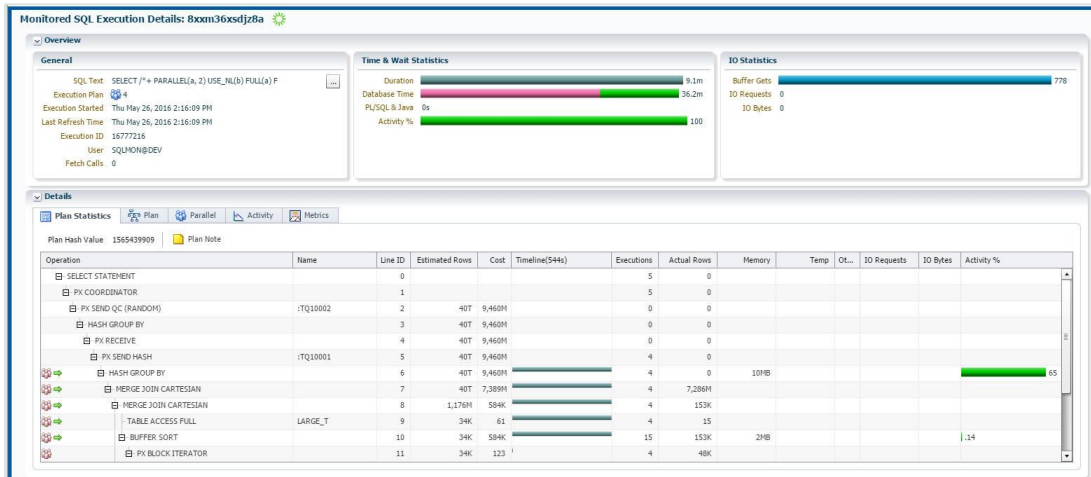 Monitored SQL Execution Details: 8xxm36xsdjz8a
Overview
General
SQL Text SELECT /*+ PARALLEL(a, 2) USE_NL(b) FULL(a) F ...
Execution Plan 4
Execution Started Thu May 26, 2016 2:16:09 PM
Last Refresh Time Thu May 26, 2016 2:16:09 PM
Execution ID 16777216
User SQLMON@DEV
Fetch Calls 0
Time & Wait Statistics
Duration 9.1m
Database Time 36.2m
PL/SQL & Java 0s
Activity % 100
IO Statistics
Buffer Gets 778
IO Requests 0
IO Bytes 0
Details
Plan Statistics Plan Parallel Activity Metrics
Plan Hash Value 1565439909 Plan Note
Operation Name Line ID Estimated Rows Cost Timeline(544s) Executions Actual Rows Memory Temp Ot... IO Requests IO Bytes Activity %
SELECT STATEMENT 0 5 0
PX COORDINATOR 1 5 0
PX SEND QC (RANDOM) :TQ10002 2 40T 9,460M 0 0
HASH GROUP BY 3 40T 9,460M 0 0
PX RECEIVE 4 40T 9,460M 0 0
PX SEND HASH :TQ10001 5 40T 9,460M 4 0
HASH GROUP BY 6 40T 9,460M 4 0 10MB 65
MERGE JOIN CARTESIAN 7 40T 7,389M 4 7,286M
MERGE JOIN CARTESIAN 8 1,176M 584K 4 153K
TABLE ACCESS FULL LARGE_T 9 34K 61 4 15
BUFFER SORT 10 34K 584K 15 153K 2MB .14
PX BLOCK ITERATOR 11 34K 123 4 48K